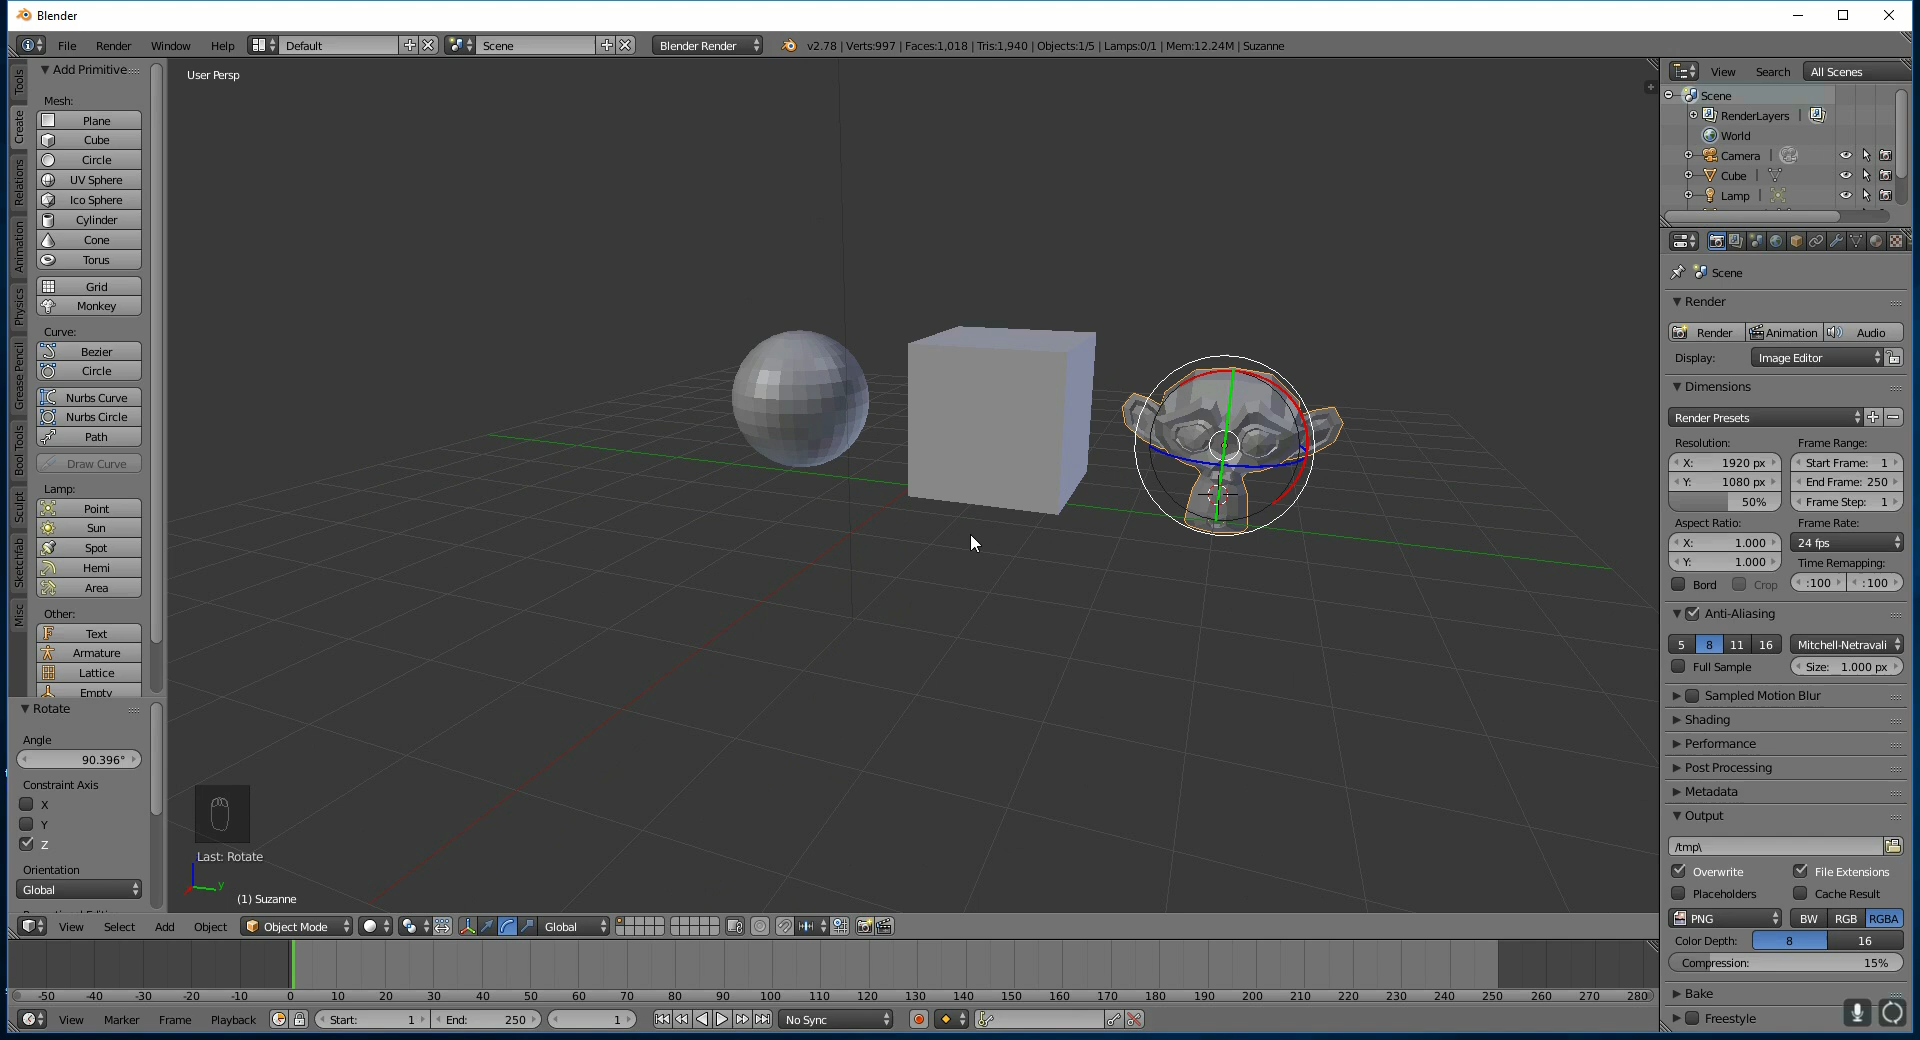 Blender
File Render Window Help Default Scene Blender Render v2.78 | Verts:997 | Faces:1,018 | Tris:1,940 | Objects:1/5 | Lamps:0/1 | Mem:12.24M | Suzanne
Tools
Create
Relations
Animation
Physics
Grease Pencil
Bool Tools
Sculpt
Sketchfab
Misc
Add Primitive
Mesh:
Plane
Cube
Circle
UV Sphere
Ico Sphere
Cylinder
Cone
Torus
Grid
Monkey
Curve:
Bezier
Circle
Nurbs Curve
Nurbs Circle
Path
Draw Curve
Lamp:
Point
Sun
Spot
Hemi
Area
Other:
Text
Armature
Lattice
Empty
Rotate
Angle
90.396°
Constraint Axis
X
Y
Z
Orientation
Global
User Persp
Last: Rotate
y
(1) Suzanne
View Select Add Object Object Mode Global
-50 -40 -30 -20 -10 0 10 20 30 40 50 60 70 80 90 100 110 120 130 140 150 160 170 180 190 200 210 220 230 240 250 260 270 280
View Marker Frame Playback Start: 1 End: 250 1 No Sync
View Search All Scenes
Scene
RenderLayers |
World
Camera |
Cube |
Lamp |
Scene
Render
Render Animation Audio
Display: Image Editor
Dimensions
Render Presets
Resolution: Frame Range:
X: 1920 px Start Frame: 1
Y: 1080 px End Frame: 250
50% Frame Step: 1
Aspect Ratio: Frame Rate:
X: 1.000 24 fps
Y: 1.000 Time Remapping:
Bord Crop :100 :100
Anti-Aliasing
5 8 11 16 Mitchell-Netravali
Full Sample Size: 1.000 px
Sampled Motion Blur
Shading
Performance
Post Processing
Metadata
Output
/tmp\
Overwrite File Extensions
Placeholders Cache Result
PNG BW RGB RGBA
Color Depth: 8 16
Compression: 15%
Bake
Freestyle